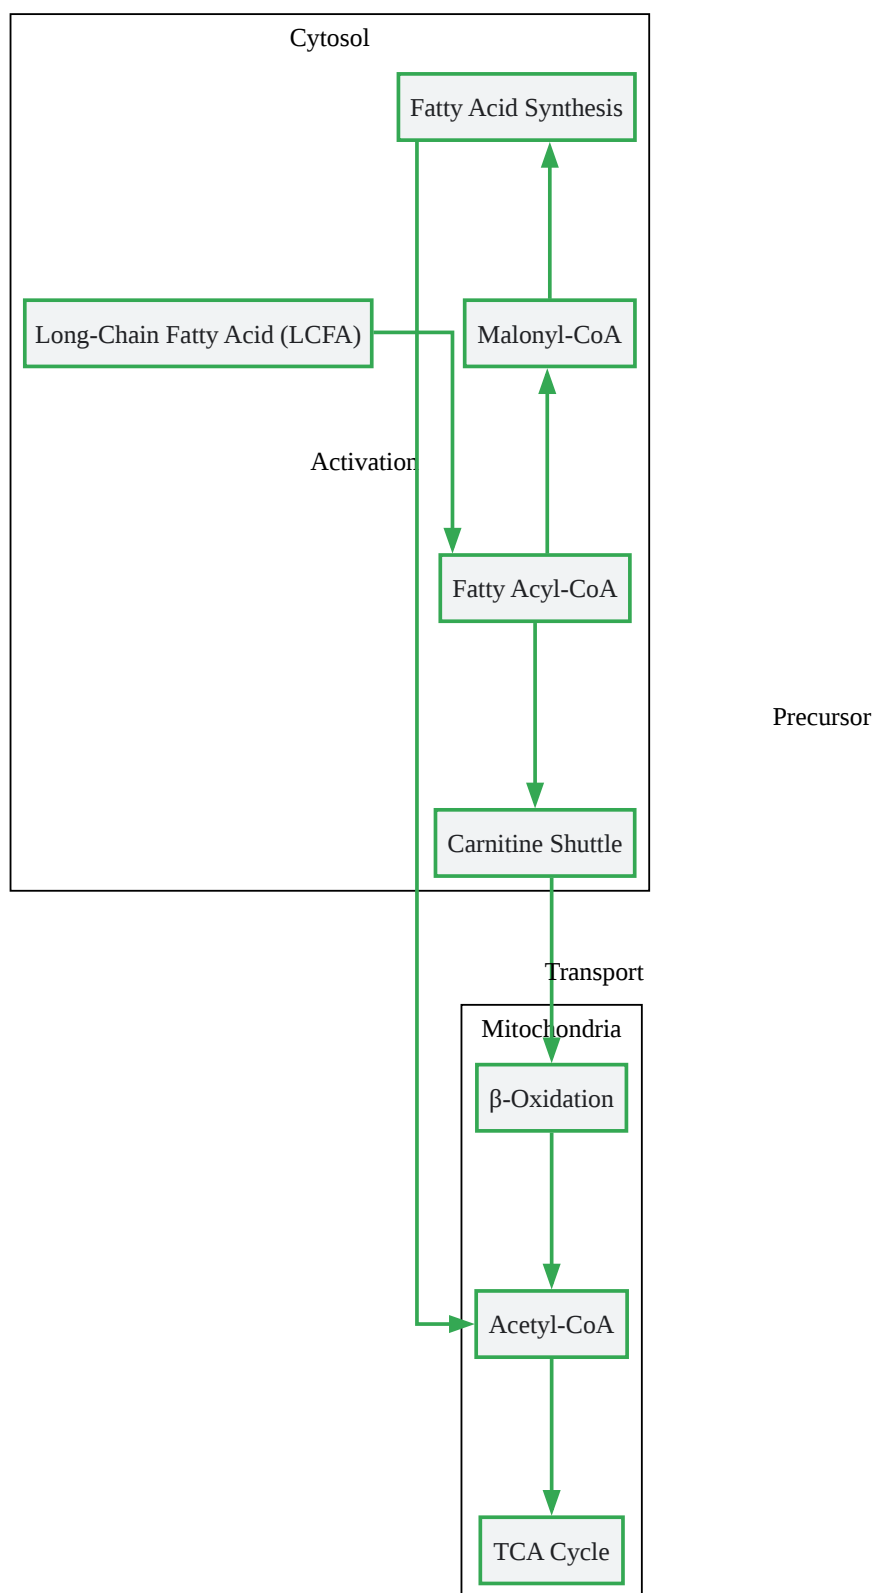 Cytosol
Fatty Acid Synthesis
Long-Chain Fatty Acid (LCFA)
Malonyl-CoA
Activation
Fatty Acyl-CoA
Precursor
Carnitine Shuttle
Transport
Mitochondria
β-Oxidation
Acetyl-CoA
TCA Cycle